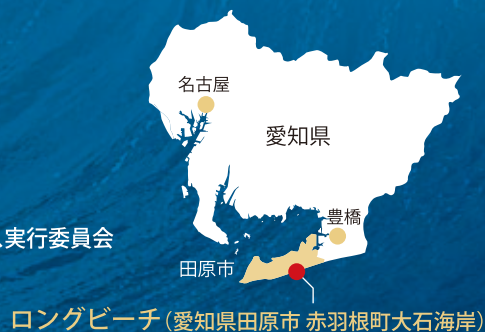 名古屋
愛知県
豊橋
実行委員会
田原市
ロングビーチ(愛知県田原市 赤羽根町大石海岸)